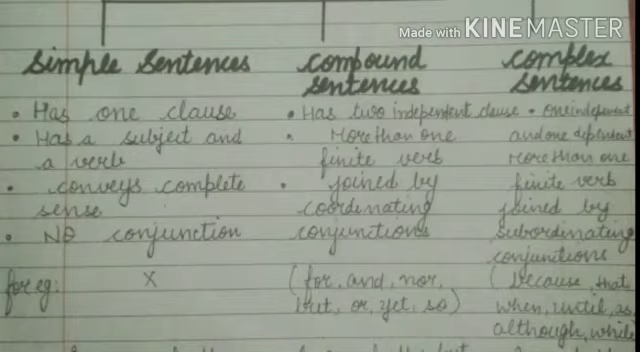 Made with KINEMASTER
simple sentences
compound
sentences
complex
sentences
• Has one clause
• Has a subject and
a verb
• conveys complete
sense
• NO conjunction
• Has two independent clause
• More than one
finite verb
• joined by
coordinating
conjunctions
• one independent
and one dependent
More than one
finite verb
joined by
subordinating
conjunctions
for eg:
X
(for, and, nor,
but, or, yet, so)
(because, that
when, until, as,
although, while